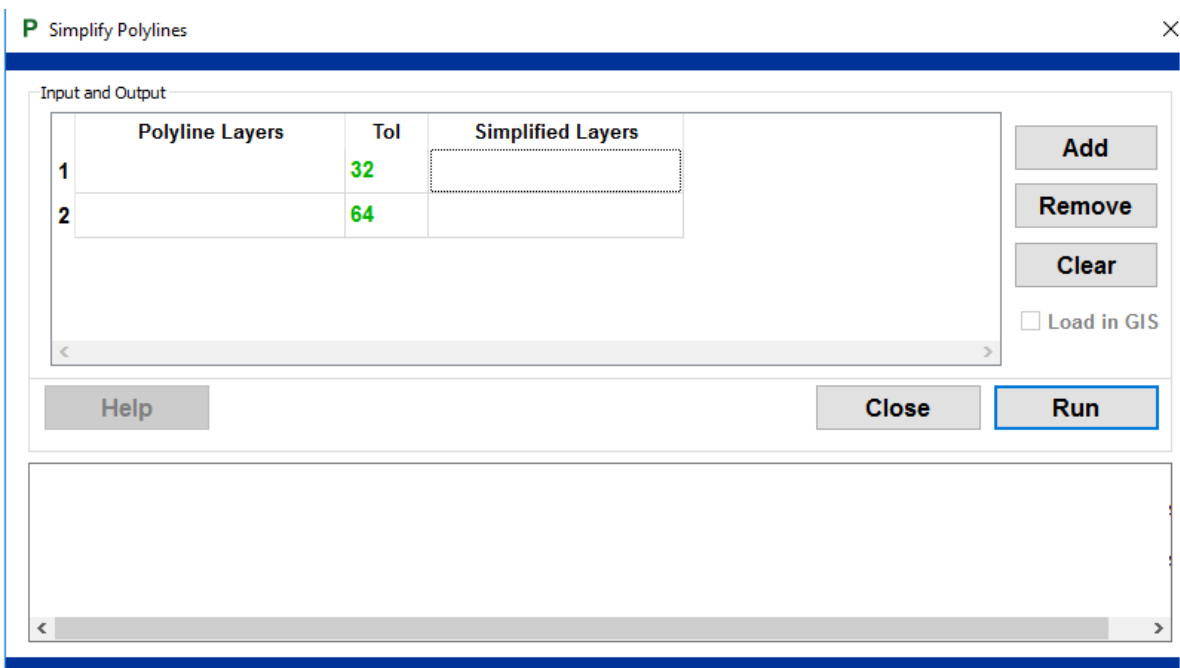 P Simplify Polylines
Input and Output
Polyline Layers Tol Simplified Layers
1 32
2 64
Add
Remove
Clear
Load in GIS
Help Close Run